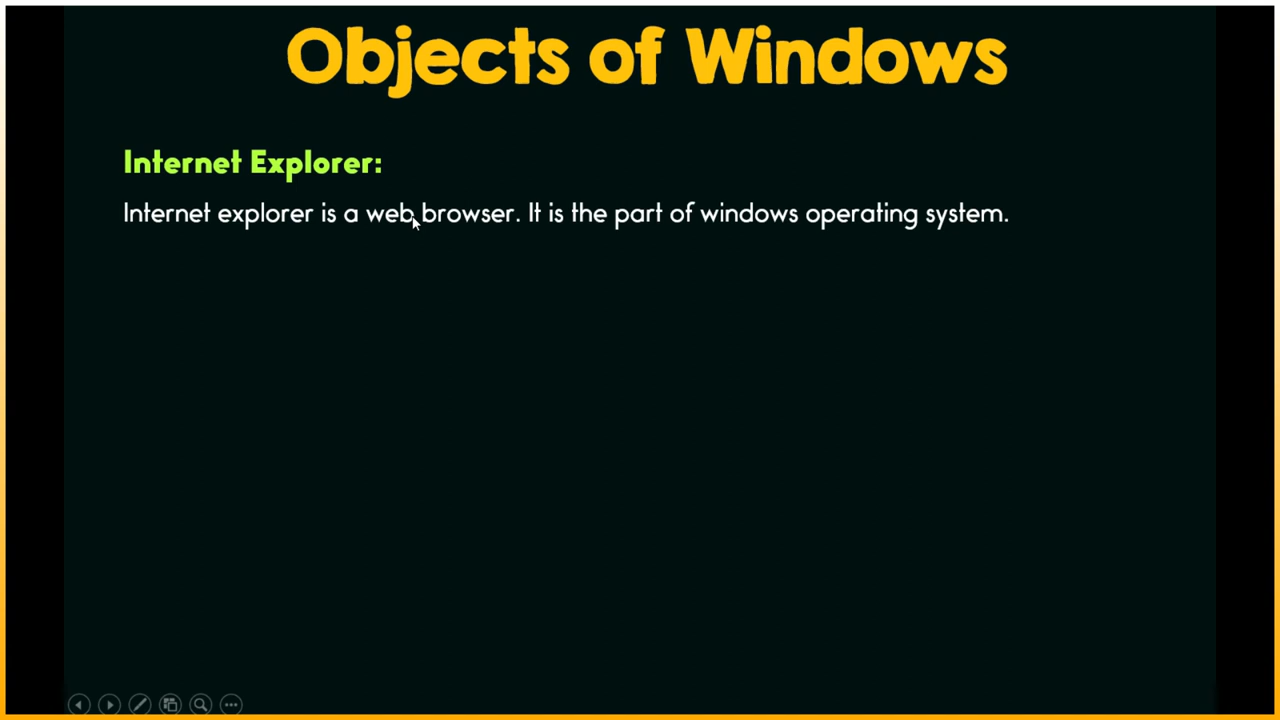 Objects of Windows
Internet Explorer:
Internet explorer is a web browser. It is the part of windows operating system.